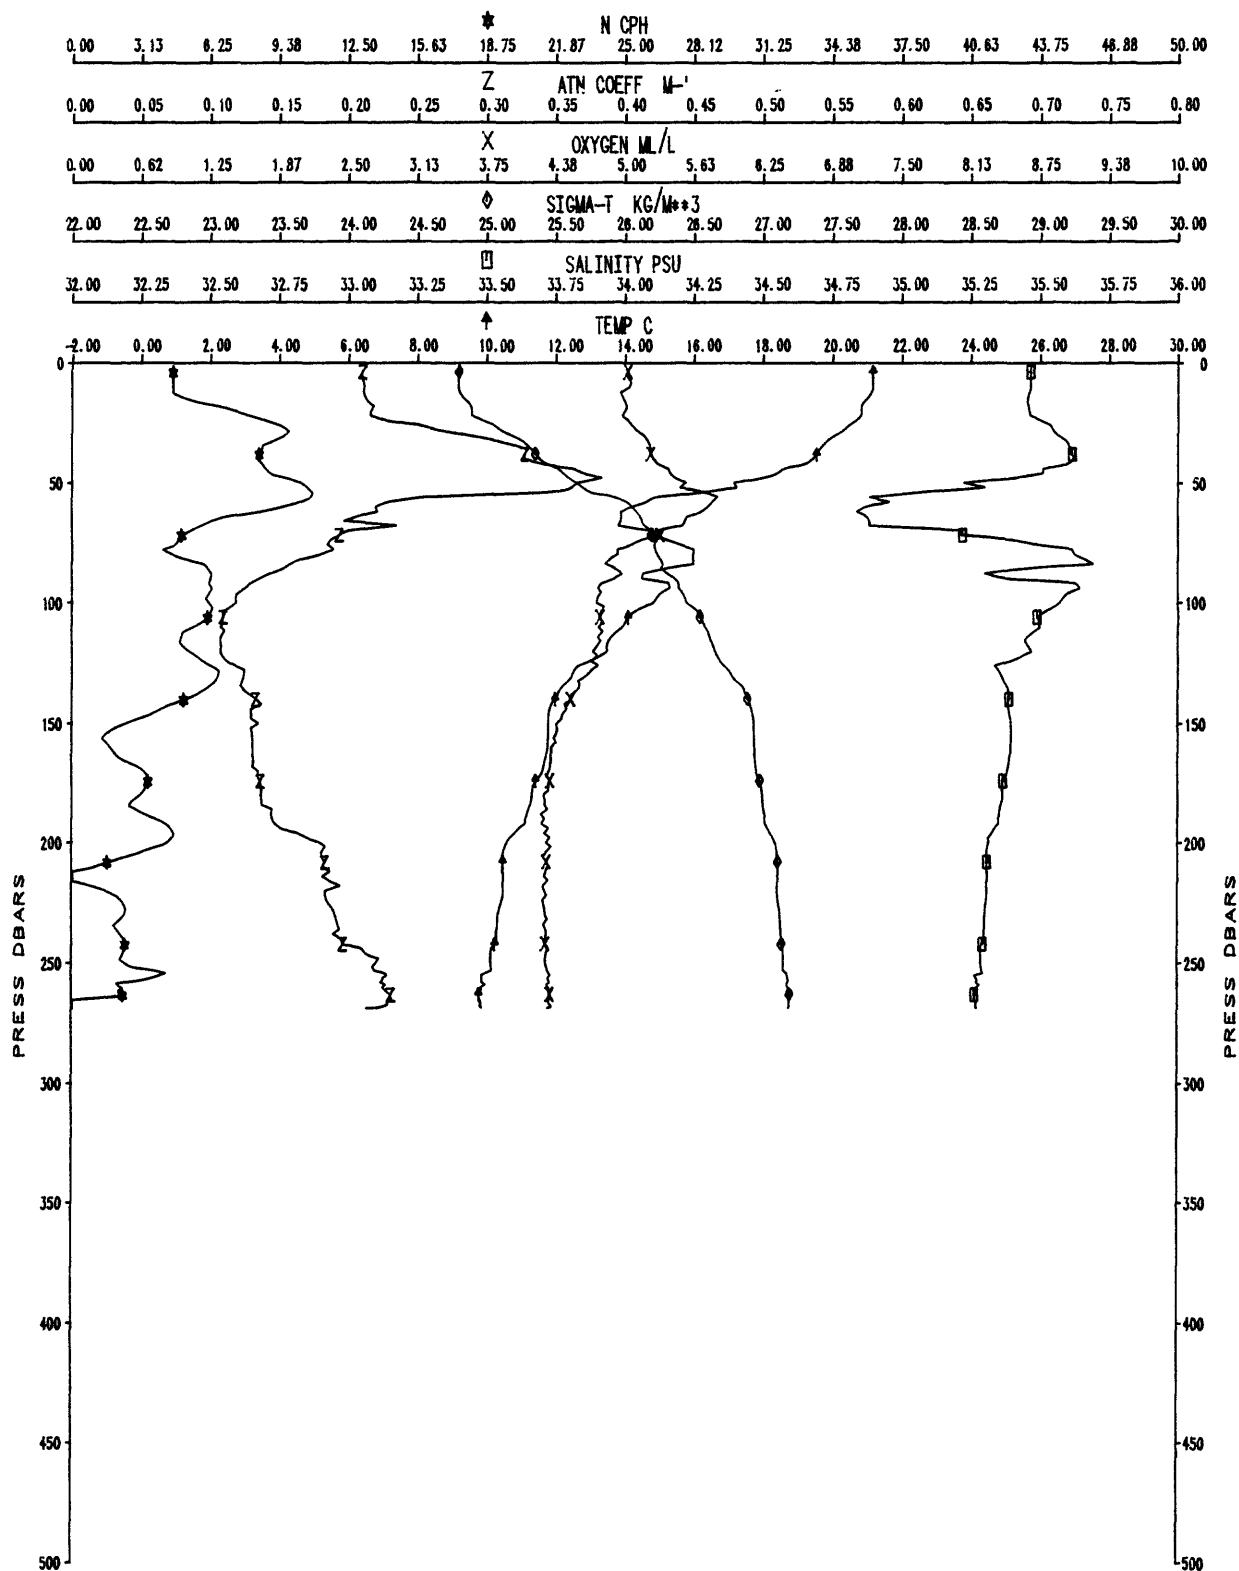 N CPH
0.00 3.13 6.25 9.38 12.50 15.63 18.75 21.87 25.00 28.12 31.25 34.38 37.50 40.63 43.75 46.88 50.00
Z ATN COEFF M-'
0.00 0.05 0.10 0.15 0.20 0.25 0.30 0.35 0.40 0.45 0.50 0.55 0.60 0.65 0.70 0.75 0.80
X OXYGEN ML/L
0.00 0.62 1.25 1.87 2.50 3.13 3.75 4.38 5.00 5.63 6.25 6.88 7.50 8.13 8.75 9.38 10.00
SIGMA-T KG/M**3
22.00 22.50 23.00 23.50 24.00 24.50 25.00 25.50 26.00 26.50 27.00 27.50 28.00 28.50 29.00 29.50 30.00
SALINITY PSU
32.00 32.25 32.50 32.75 33.00 33.25 33.50 33.75 34.00 34.25 34.50 34.75 35.00 35.25 35.50 35.75 36.00
TEMP C
-2.00 0.00 2.00 4.00 6.00 8.00 10.00 12.00 14.00 16.00 18.00 20.00 22.00 24.00 26.00 28.00 30.00
0 0
50 50
100 100
150 150
200 200
250 250
300 300
350 350
400 400
450 450
500 500
PRESS DBARS
PRESS DBARS